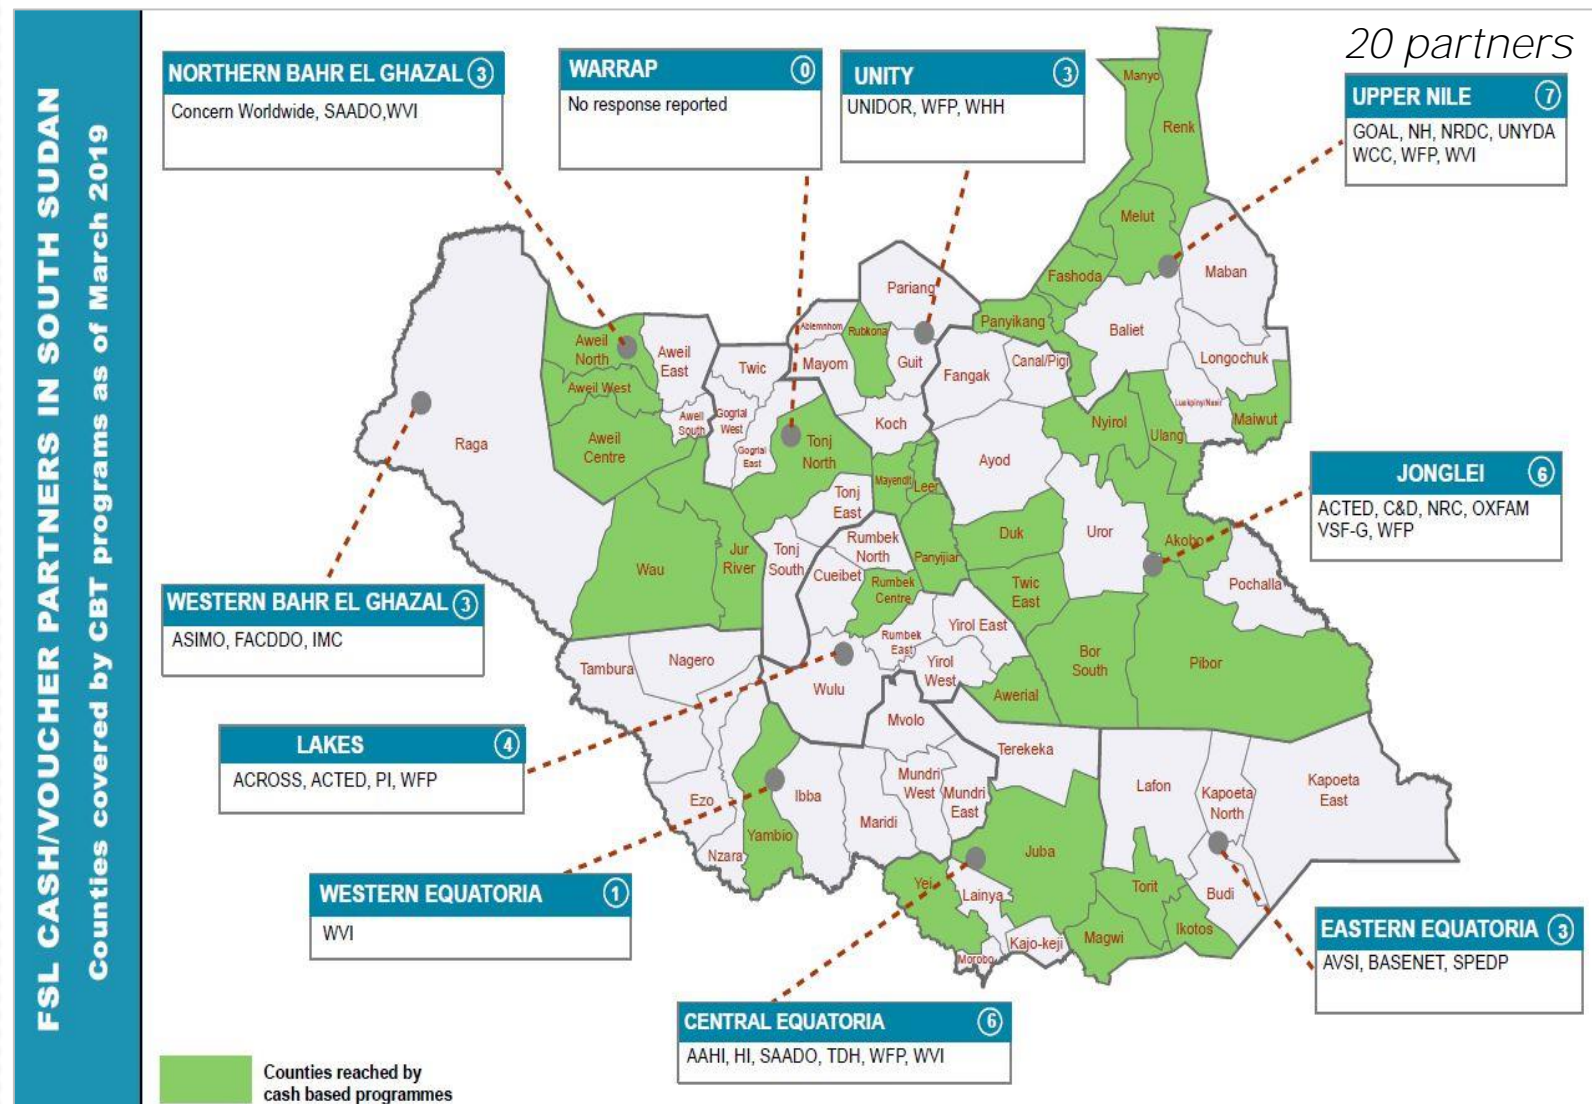 FSL CASH/VOUCHER PARTNERS IN SOUTH SUDAN
Counties covered by CBT programs as of March 2019
20 partners
NORTHERN BAHR EL GHAZAL 3
Concern Worldwide, SAADO,WVI
WARRAP 0
No response reported
UNITY 3
UNIDOR, WFP, WHH
UPPER NILE 7
GOAL, NH, NRDC, UNYDA
WCC, WFP, WVI
JONGLEI 6
ACTED, C&D, NRC, OXFAM
VSF-G, WFP
WESTERN BAHR EL GHAZAL 3
ASIMO, FACDDO, IMC
LAKES 4
ACROSS, ACTED, PI, WFP
WESTERN EQUATORIA 1
WVI
CENTRAL EQUATORIA 6
AAHI, HI, SAADO, TDH, WFP, WVI
EASTERN EQUATORIA 3
AVSI, BASENET, SPEDP
Manyo
Renk
Melut
Maban
Fashoda
Panyikang
Baliet
Longochuk
Luakpiny/Nasir
Maiwut
Ulang
Nyirol
Pariang
Abiemnhom
Rubkona
Mayom
Guit
Koch
Mayendit
Leer
Panyijiar
Fangak
Canal/Pigi
Ayod
Duk
Uror
Akobo
Pochalla
Twic
East
Bor
South
Pibor
Aweil
North
Aweil
East
Aweil West
Aweil
South
Aweil
Centre
Raga
Wau
Jur
River
Twic
Gogrial
West
Gogrial
East
Tonj
North
Tonj
East
Tonj
South
Rumbek
North
Cueibet
Rumbek
Centre
Rumbek
East
Yirol East
Yirol
West
Wulu
Awerial
Tambura
Nagero
Ezo
Nzara
Yambio
Ibba
Maridi
Mvolo
Mundri
West
Mundri
East
Terekeka
Juba
Yei
Lainya
Morobo
Kajo-keji
Magwi
Torit
Ikotos
Lafon
Kapoeta
North
Kapoeta
East
Budi
Counties reached by
cash based programmes